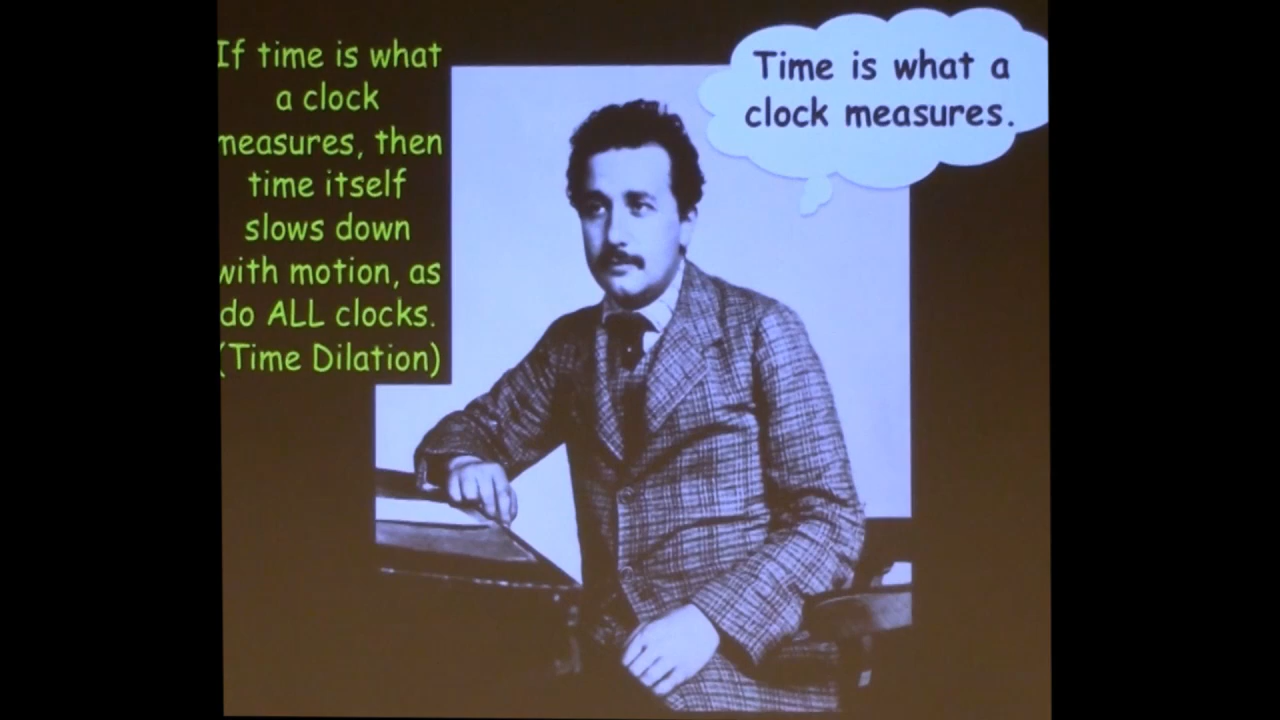 If time is what
a clock
measures, then
time itself
slows down
with motion, as
do ALL clocks.
(Time Dilation)
Time is what a
clock measures.